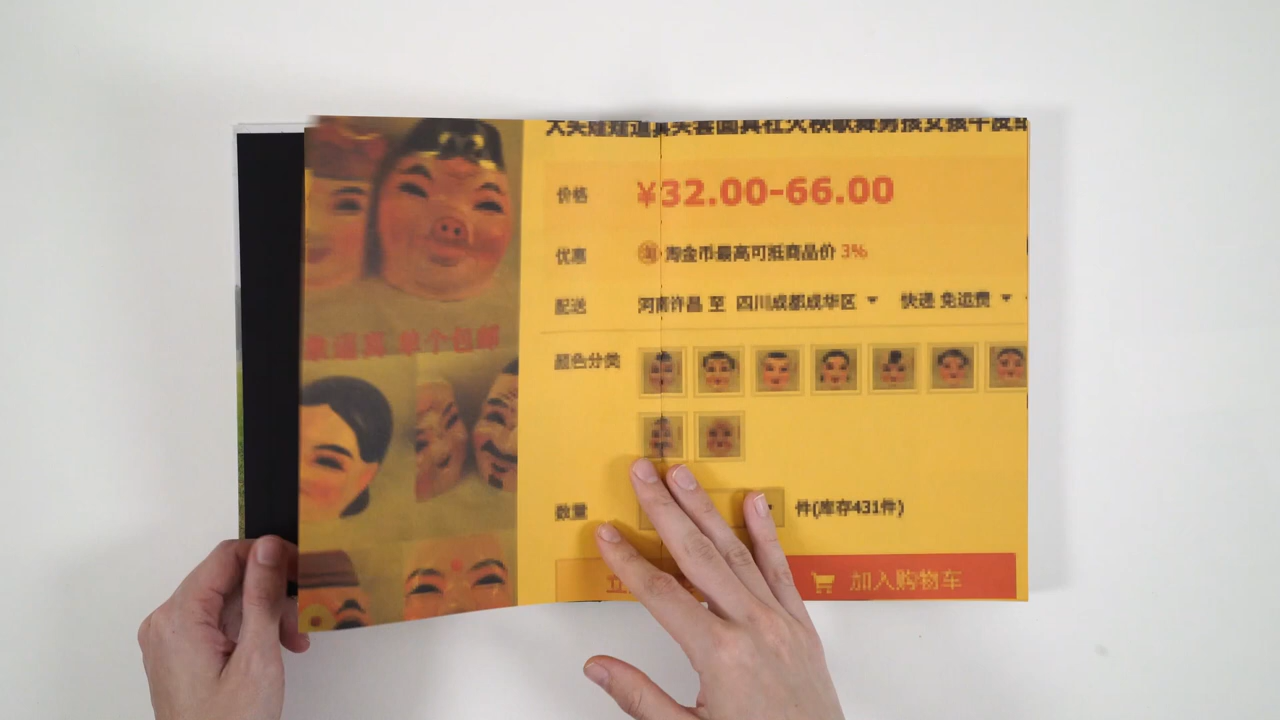 价格 ¥32.00-66.00
优惠 淘金币最高可抵商品价 3%
配送 河南许昌 至 四川成都成华区 快递 免运费
单个包邮
颜色分类
数量 件(库存431件)
立
加入购物车